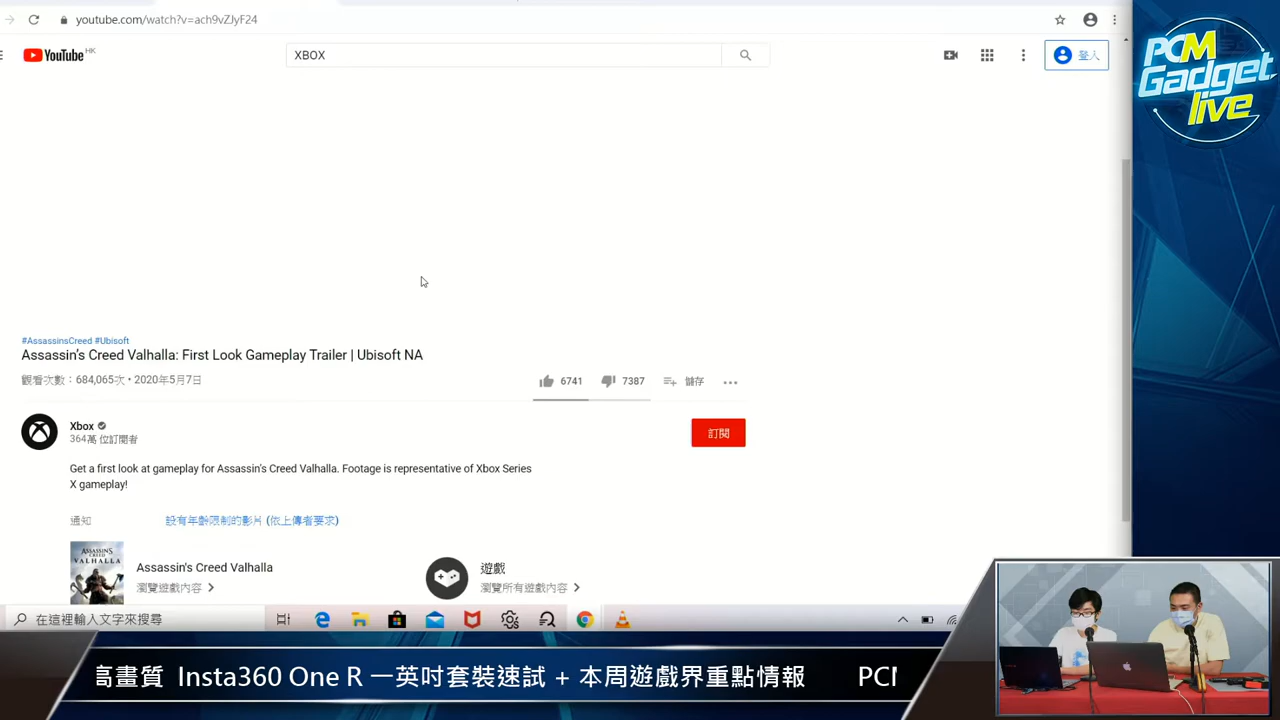 youtube.com/watch?v=ach9vZJyF24
YouTube HK
XBOX
登入
PCM
Gadget
live
#AssassinsCreed #Ubisoft
Assassin's Creed Valhalla: First Look Gameplay Trailer | Ubisoft NA
觀看次數：684,065次 • 2020年5月7日
6741
7387
儲存
Xbox
364萬 位訂閱者
訂閱
Get a first look at gameplay for Assassin's Creed Valhalla. Footage is representative of Xbox Series
X gameplay!
通知
設有年齡限制的影片 (依上傳者要求)
ASSASSIN'S
CREED
VALHALLA
Assassin's Creed Valhalla
瀏覽遊戲內容
遊戲
瀏覽所有遊戲內容
在這裡輸入文字來搜尋
高畫質 Insta360 One R 一英吋套裝速試 + 本周遊戲界重點情報
PCM